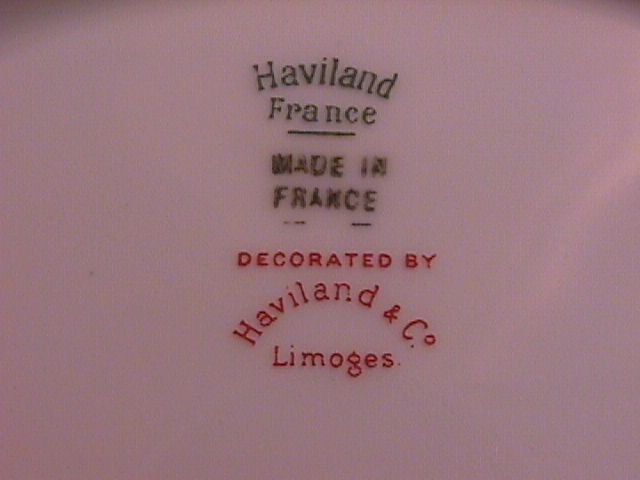 Haviland
France
MADE IN
FRANCE
DECORATED BY
Haviland & Co
Limoges.